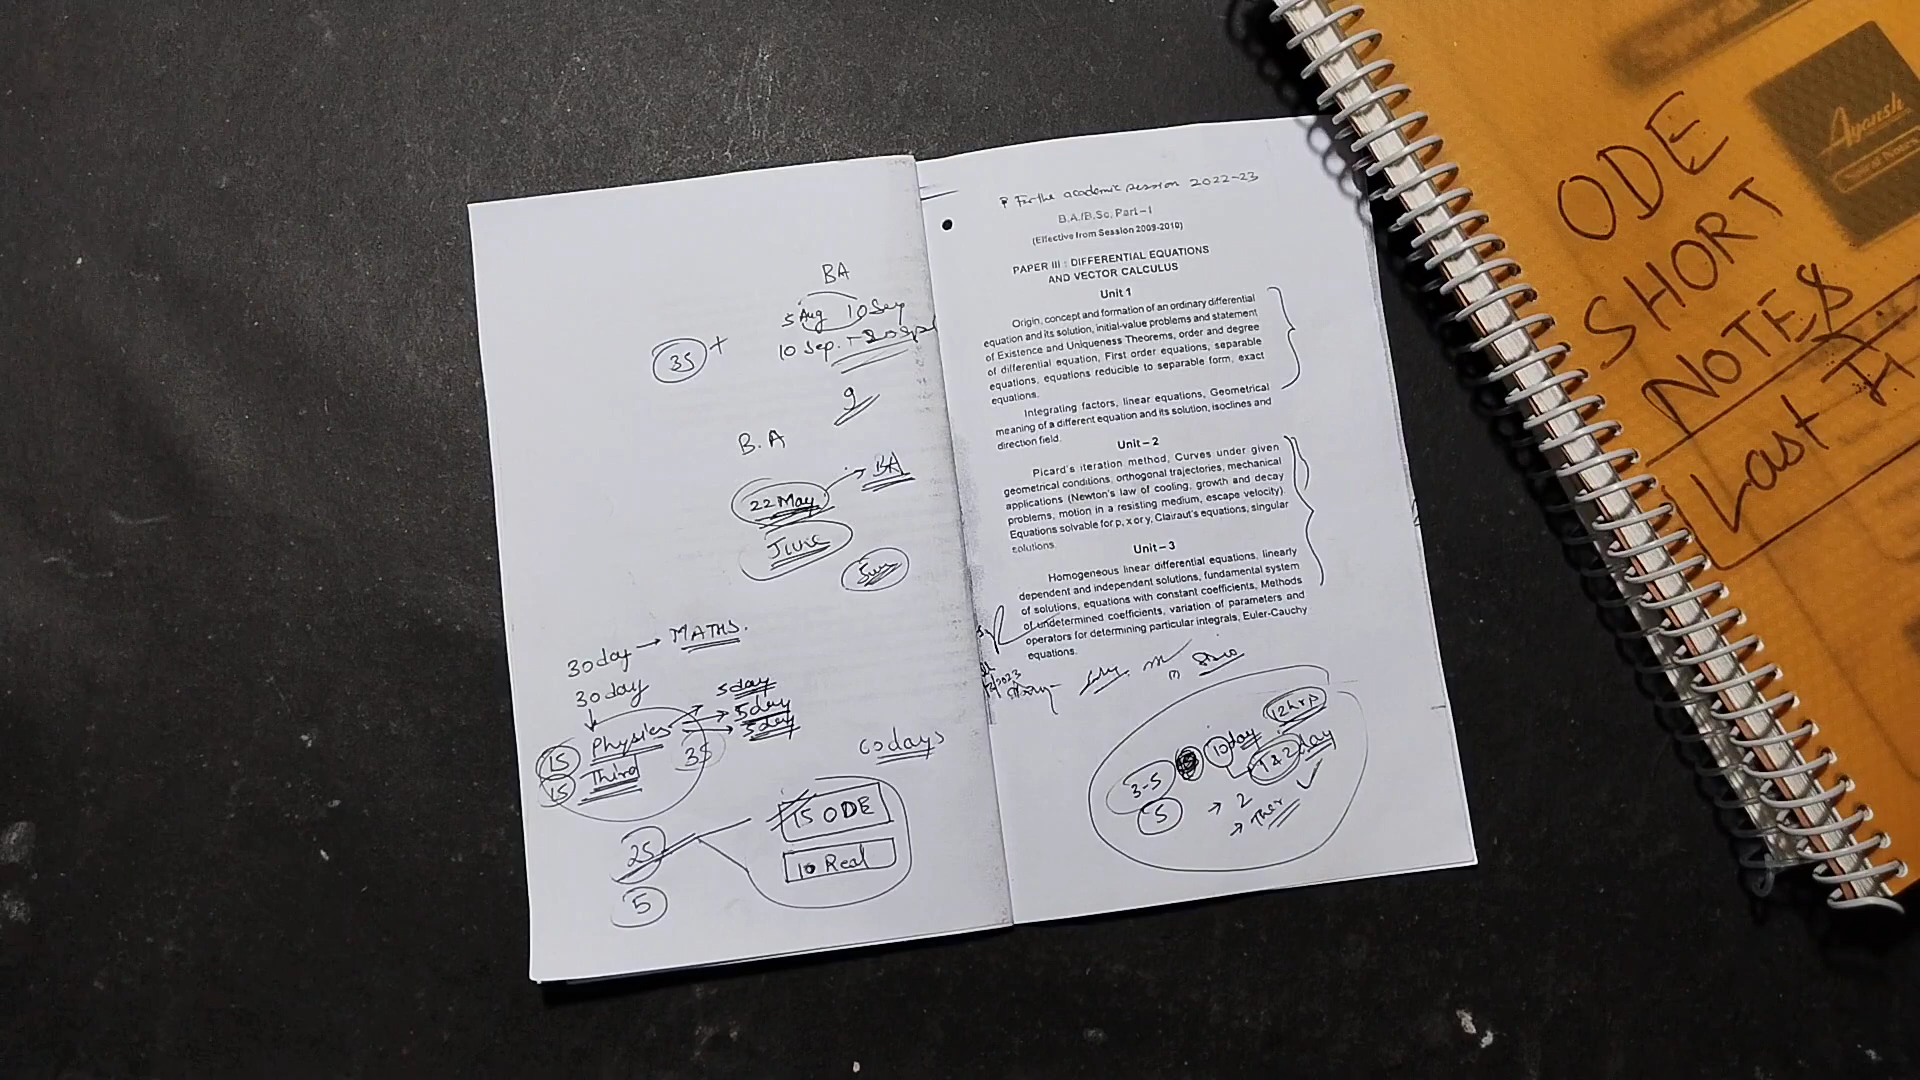 BA
5 Aug 10 Sep
10 Sep. -
35 +
9
B.A
22 May → BA
June
30 day → MATHS.
30 day
Physics
5 day
5 day
5 day
15
15
Third
35
60 days
25
15 ODE
10 Real
5
For the academic session 2022-23
B.A./B.Sc. Part-I
(Effective from Session 2009-2010)
PAPER III : DIFFERENTIAL EQUATIONS
AND VECTOR CALCULUS
Unit 1
Origin, concept and formation of an ordinary differential
equation and its solution, initial-value problems and statement
of Existence and Uniqueness Theorems, order and degree
of differential equation, First order equations, separable
equations, equations reducible to separable form, exact
equations.
Integrating factors, linear equations, Geometrical
meaning of a different equation and its solution, isoclines and
direction field.
Unit-2
Picard's iteration method, Curves under given
geometrical conditions, orthogonal trajectories, mechanical
applications (Newton's law of cooling, growth and decay
problems, motion in a resisting medium, escape velocity).
Equations solvable for p, x or y, Clairaut's equations, singular
solutions.
Unit-3
Homogeneous linear differential equations, linearly
dependent and independent solutions, fundamental system
of solutions, equations with constant coefficients, Methods
of undetermined coefficients, variation of parameters and
operators for determining particular integrals, Euler-Cauchy
equations.
2023
12 hrs
10 day
1 & 2 day
3-5
5
→ 2
ODE
SHORT
NOTES
Last
Ayansh